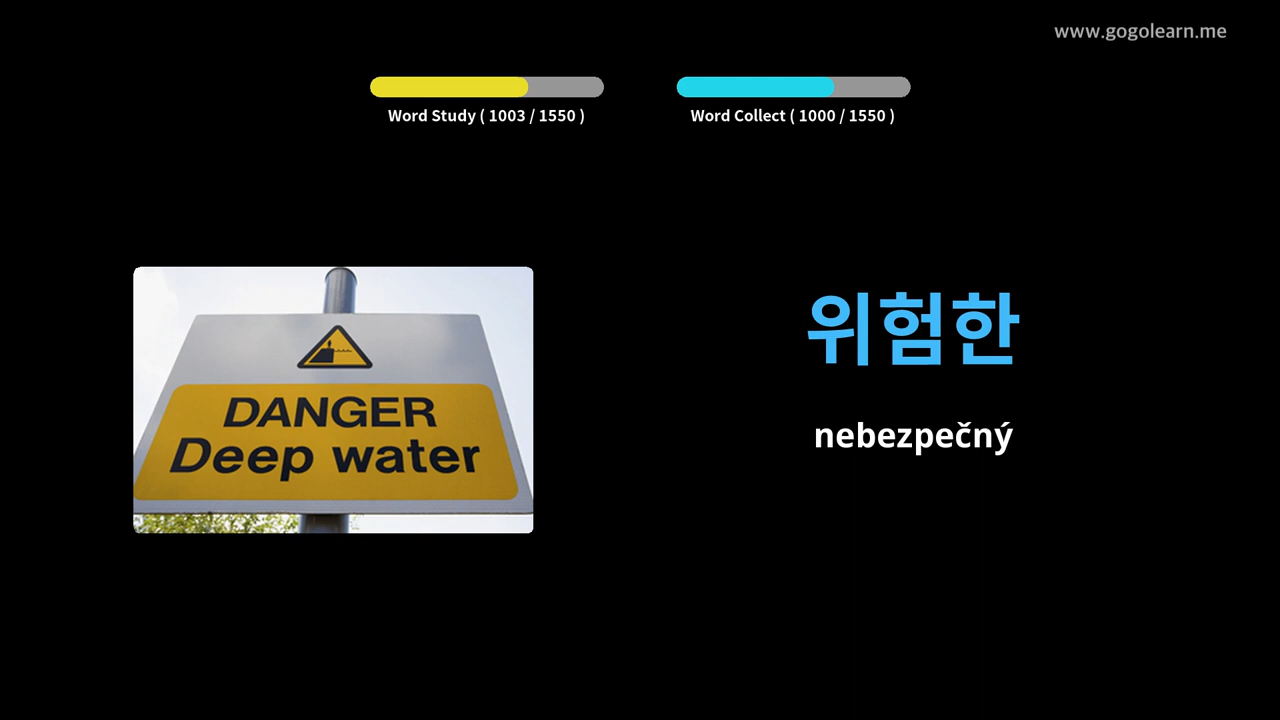 www.gogolearn.me
Word Study ( 1003 / 1550 )
Word Collect ( 1000 / 1550 )
DANGER
Deep water
위험한
nebezpečný